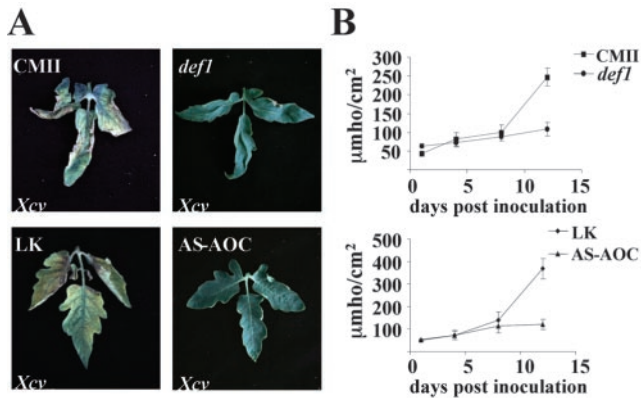 A
CMII
Xcv
def1
Xcv
LK
Xcv
AS-AOC
Xcv
B
300
250
200
150
100
50
µmho/cm²
0
5
10
15
days post inoculation
CMII
def1
500
400
300
200
100
µmho/cm²
0
5
10
15
days post inoculation
LK
AS-AOC